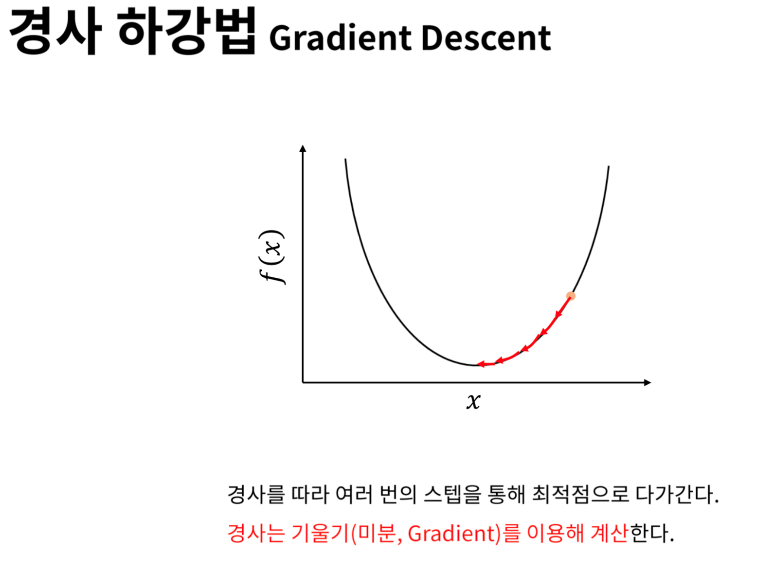 경사 하강법 Gradient Descent
f(x)
x
경사를 따라 여러 번의 스텝을 통해 최적점으로 다가간다.
경사는 기울기(미분, Gradient)를 이용해 계산한다.